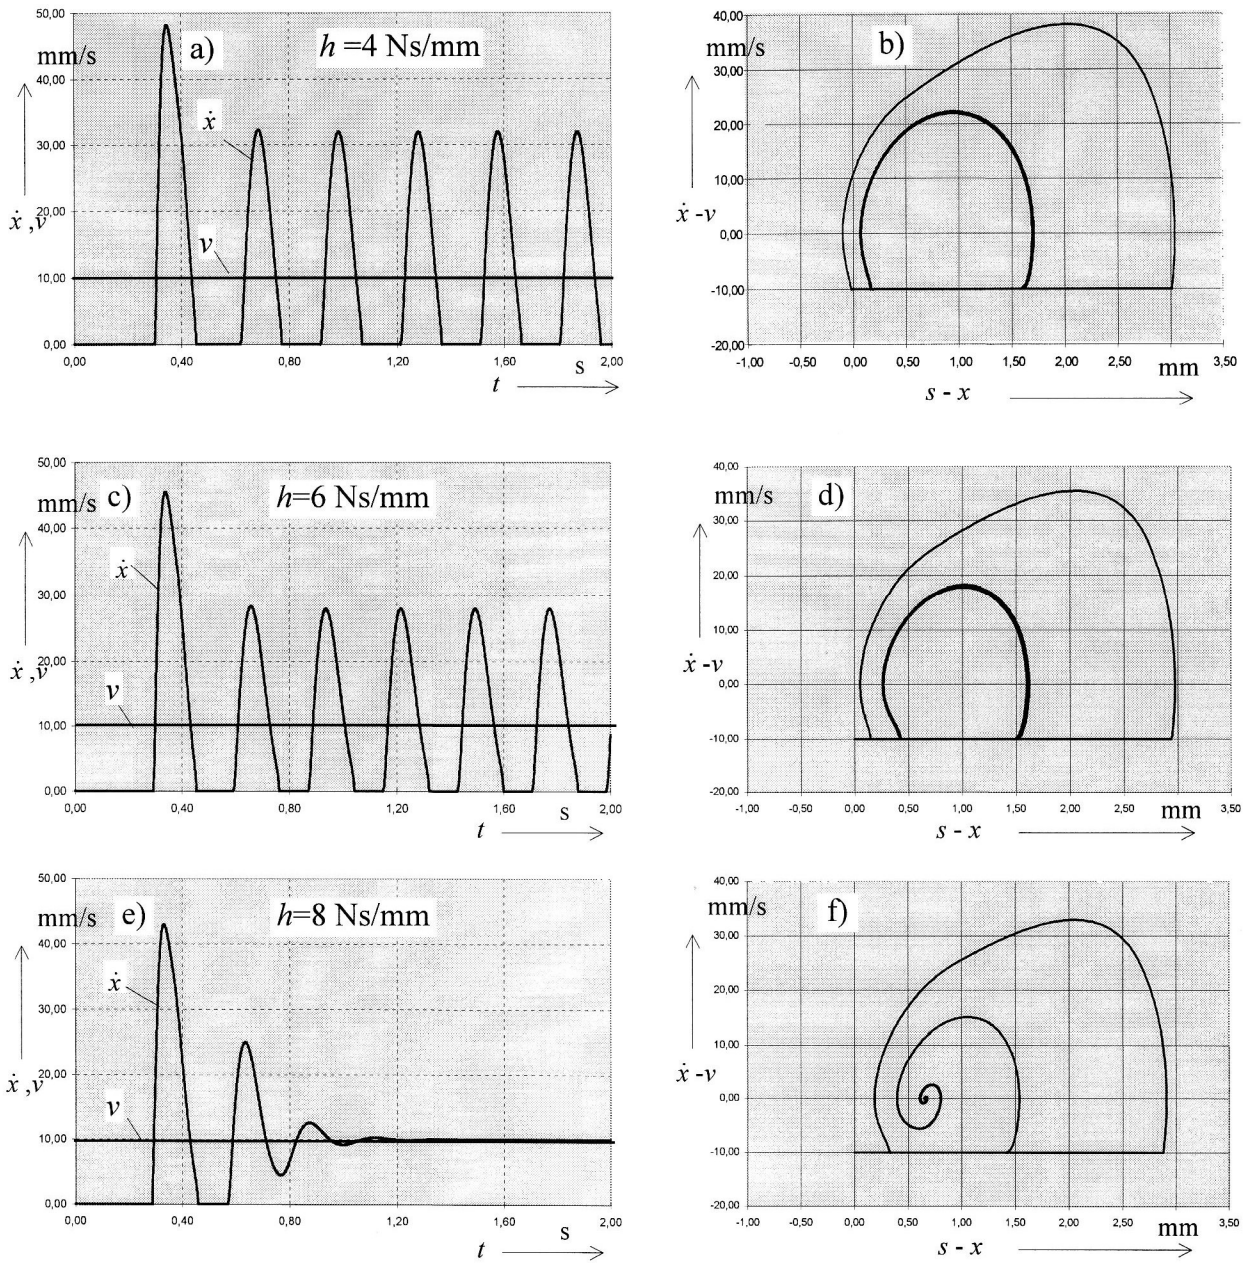 a)
h =4 Ns/mm
50,00
mm/s
40,00
30,00
20,00
10,00
0,00
ẋ
v
ẋ ,v
0,00 0,40 0,80 1,20 1,60 2,00
s
t
b)
40,00
mm/s
30,00
20,00
10,00
0,00
-10,00
-20,00
ẋ -v
-1,00 -0,50 0,00 0,50 1,00 1,50 2,00 2,50 3,00 3,50
mm
s - x
c)
h=6 Ns/mm
50,00
mm/s
40,00
30,00
20,00
10,00
0,00
ẋ
v
ẋ ,v
0,00 0,40 0,80 1,20 1,60 2,00
s
t
d)
40,00
mm/s
30,00
20,00
10,00
0,00
-10,00
-20,00
ẋ -v
-1,00 -0,50 0,00 0,50 1,00 1,50 2,00 2,50 3,00 3,50
mm
s - x
e)
h=8 Ns/mm
50,00
mm/s
40,00
30,00
20,00
10,00
0,00
ẋ
v
ẋ ,v
0,00 0,40 0,80 1,20 1,60 2,00
s
t
f)
40,00
mm/s
30,00
20,00
10,00
0,00
-10,00
-20,00
ẋ -v
-1,00 -0,50 0,00 0,50 1,00 1,50 2,00 2,50 3,00 3,50
mm
s - x